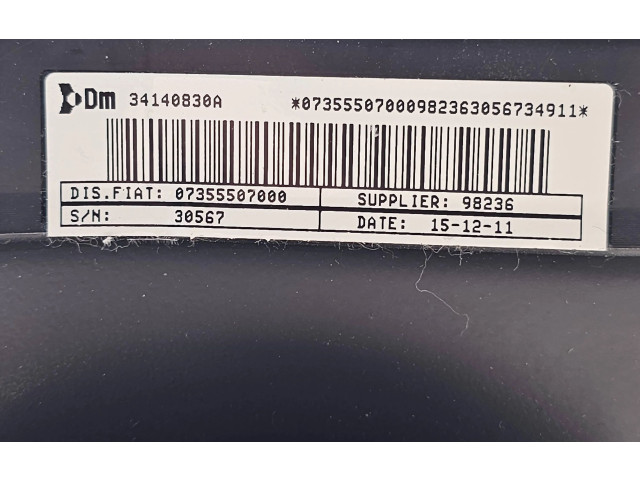 Dm 34140830A *07355507000982363056734911*
DIS.FIAT: 07355507000 SUPPLIER: 98236
S/N: 30567 DATE: 15-12-11